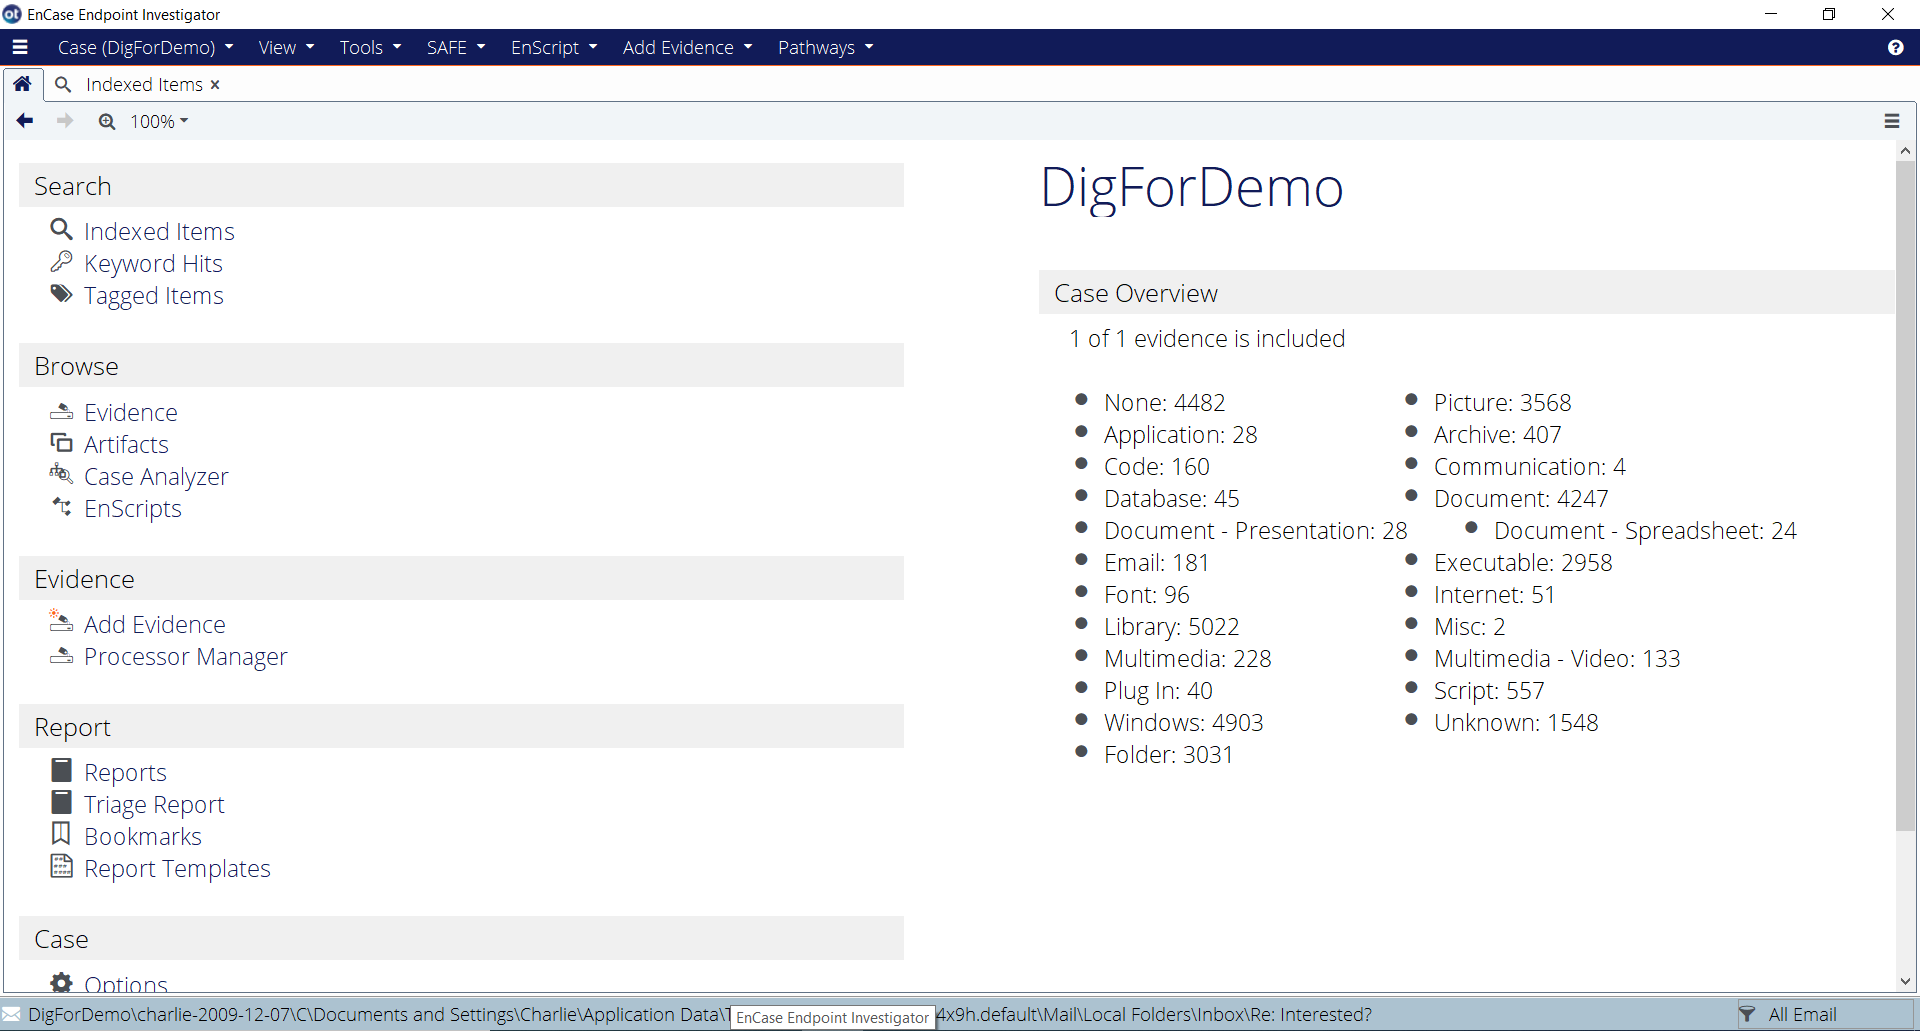 EnCase Endpoint Investigator
Case (DigForDemo) View Tools SAFE EnScript Add Evidence Pathways
Indexed Items
100%
Search
Indexed Items
Keyword Hits
Tagged Items
Browse
Evidence
Artifacts
Case Analyzer
EnScripts
Evidence
Add Evidence
Processor Manager
Report
Reports
Triage Report
Bookmarks
Report Templates
Case
Options
DigForDemo
Case Overview
1 of 1 evidence is included
None: 4482 Picture: 3568
Application: 28 Archive: 407
Code: 160 Communication: 4
Database: 45 Document: 4247
Document - Presentation: 28 Document - Spreadsheet: 24
Email: 181 Executable: 2958
Font: 96 Internet: 51
Library: 5022 Misc: 2
Multimedia: 228 Multimedia - Video: 133
Plug In: 40 Script: 557
Windows: 4903 Unknown: 1548
Folder: 3031
DigForDemo\charlie-2009-12-07\C\Documents and Settings\Charlie\Application Data\T EnCase Endpoint Investigator 4x9h.default\Mail\Local Folders\Inbox\Re: Interested? All Email